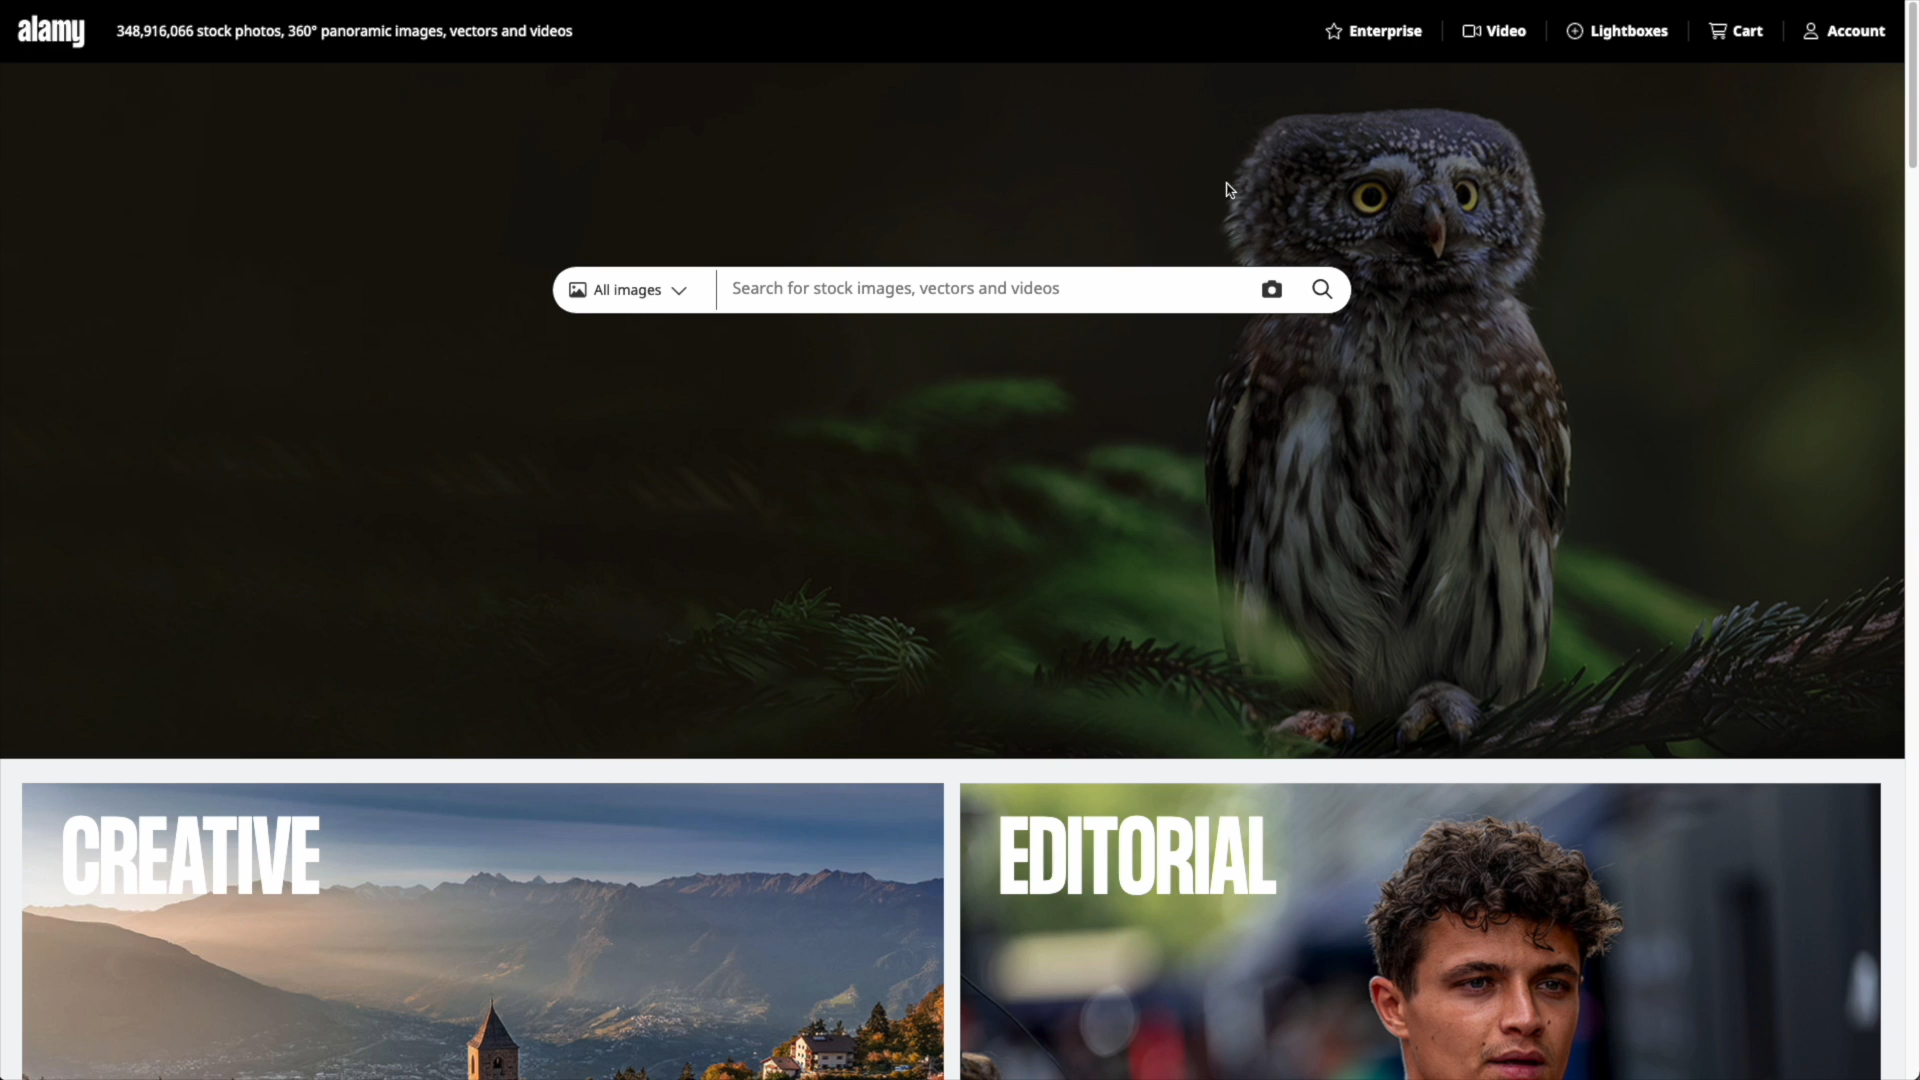 alamy
348,916,066 stock photos, 360° panoramic images, vectors and videos
Enterprise
Video
Lightboxes
Cart
Account
All images
Search for stock images, vectors and videos
CREATIVE
EDITORIAL